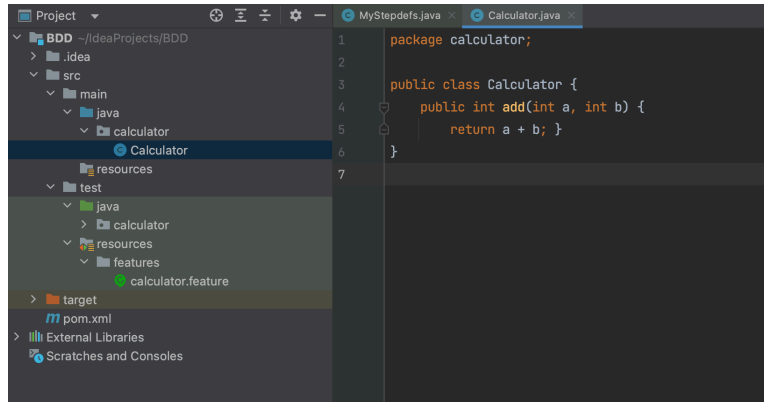 Project
BDD ~/IdeaProjects/BDD
.idea
src
main
java
calculator
Calculator
resources
test
java
calculator
resources
features
calculator.feature
target
pom.xml
External Libraries
Scratches and Consoles
MyStepdefs.java
Calculator.java
1 package calculator;
2
3 public class Calculator {
4 public int add(int a, int b) {
5 return a + b; }
6 }
7